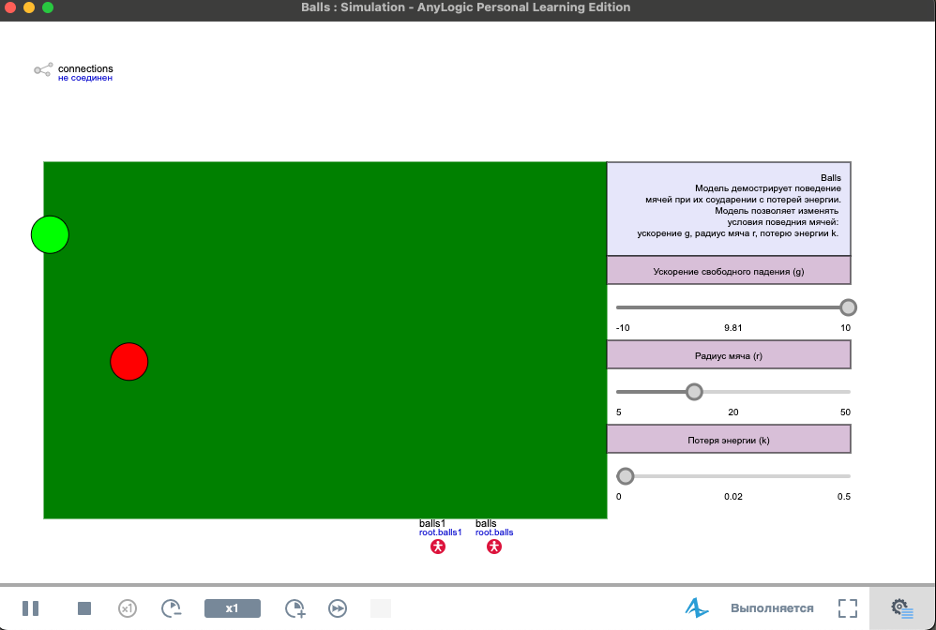 Balls : Simulation - AnyLogic Personal Learning Edition
connections
не соединен
Balls
Модель демострирует поведение
мячей при их соударении с потерей энергии.
Модель позволяет изменять
условия поведния мячей:
ускорение g, радиус мяча r, потерю энергии k.
Ускорение свободного падения (g)
-10 9.81 10
Радиус мяча (r)
5 20 50
Потеря энергии (k)
0 0.02 0.5
balls1 balls
root.balls1 root.balls
x1 x1 Выполняется